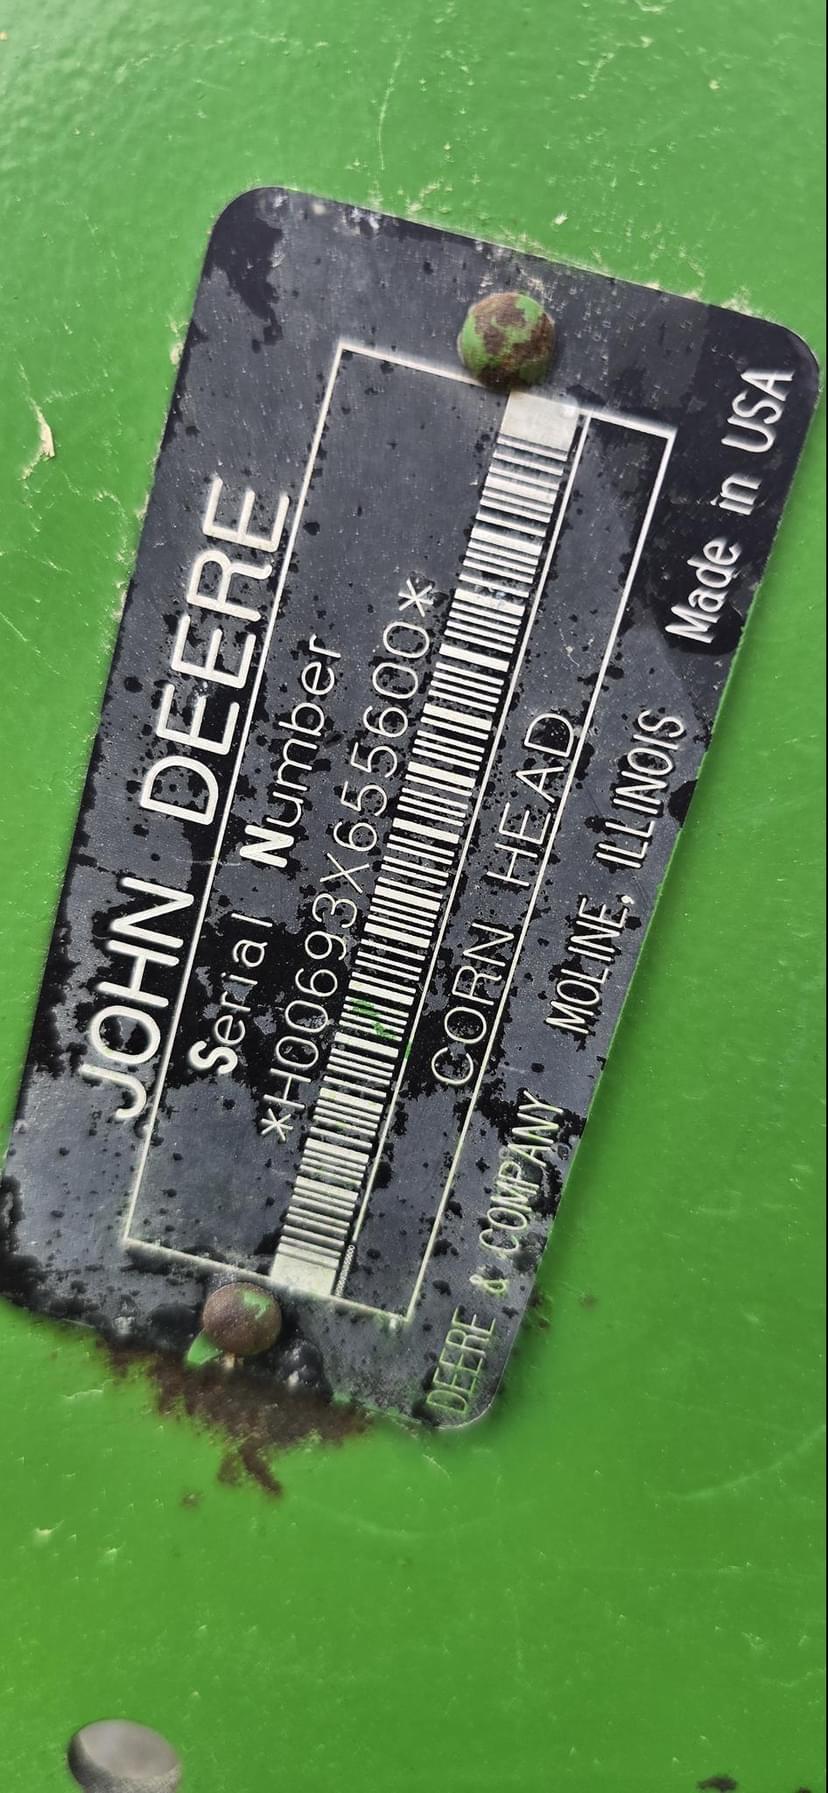 JOHN DEERE
Serial Number
*H00693X655600*
CORN HEAD
DEERE & COMPANY MOLINE, ILLINOIS Made in USA